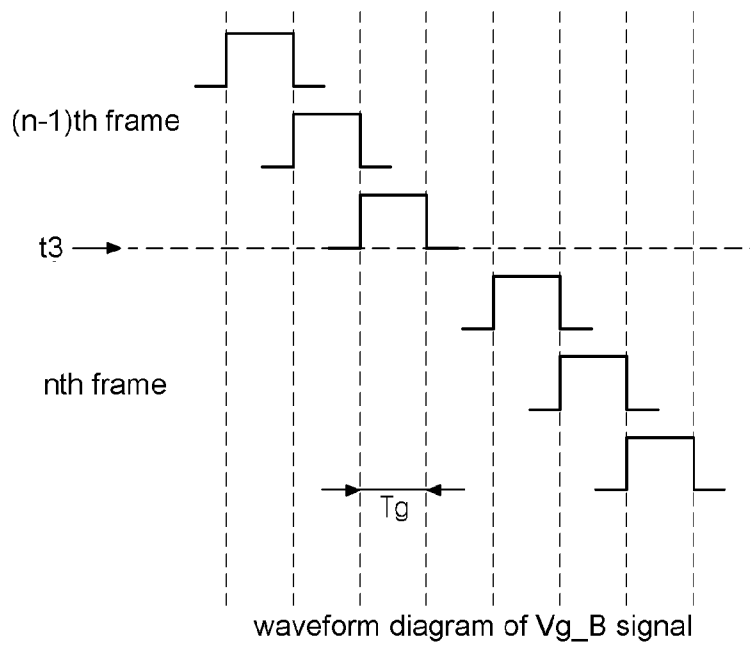 (n-1)th frame
t3
nth frame
Tg
waveform diagram of Vg_B signal